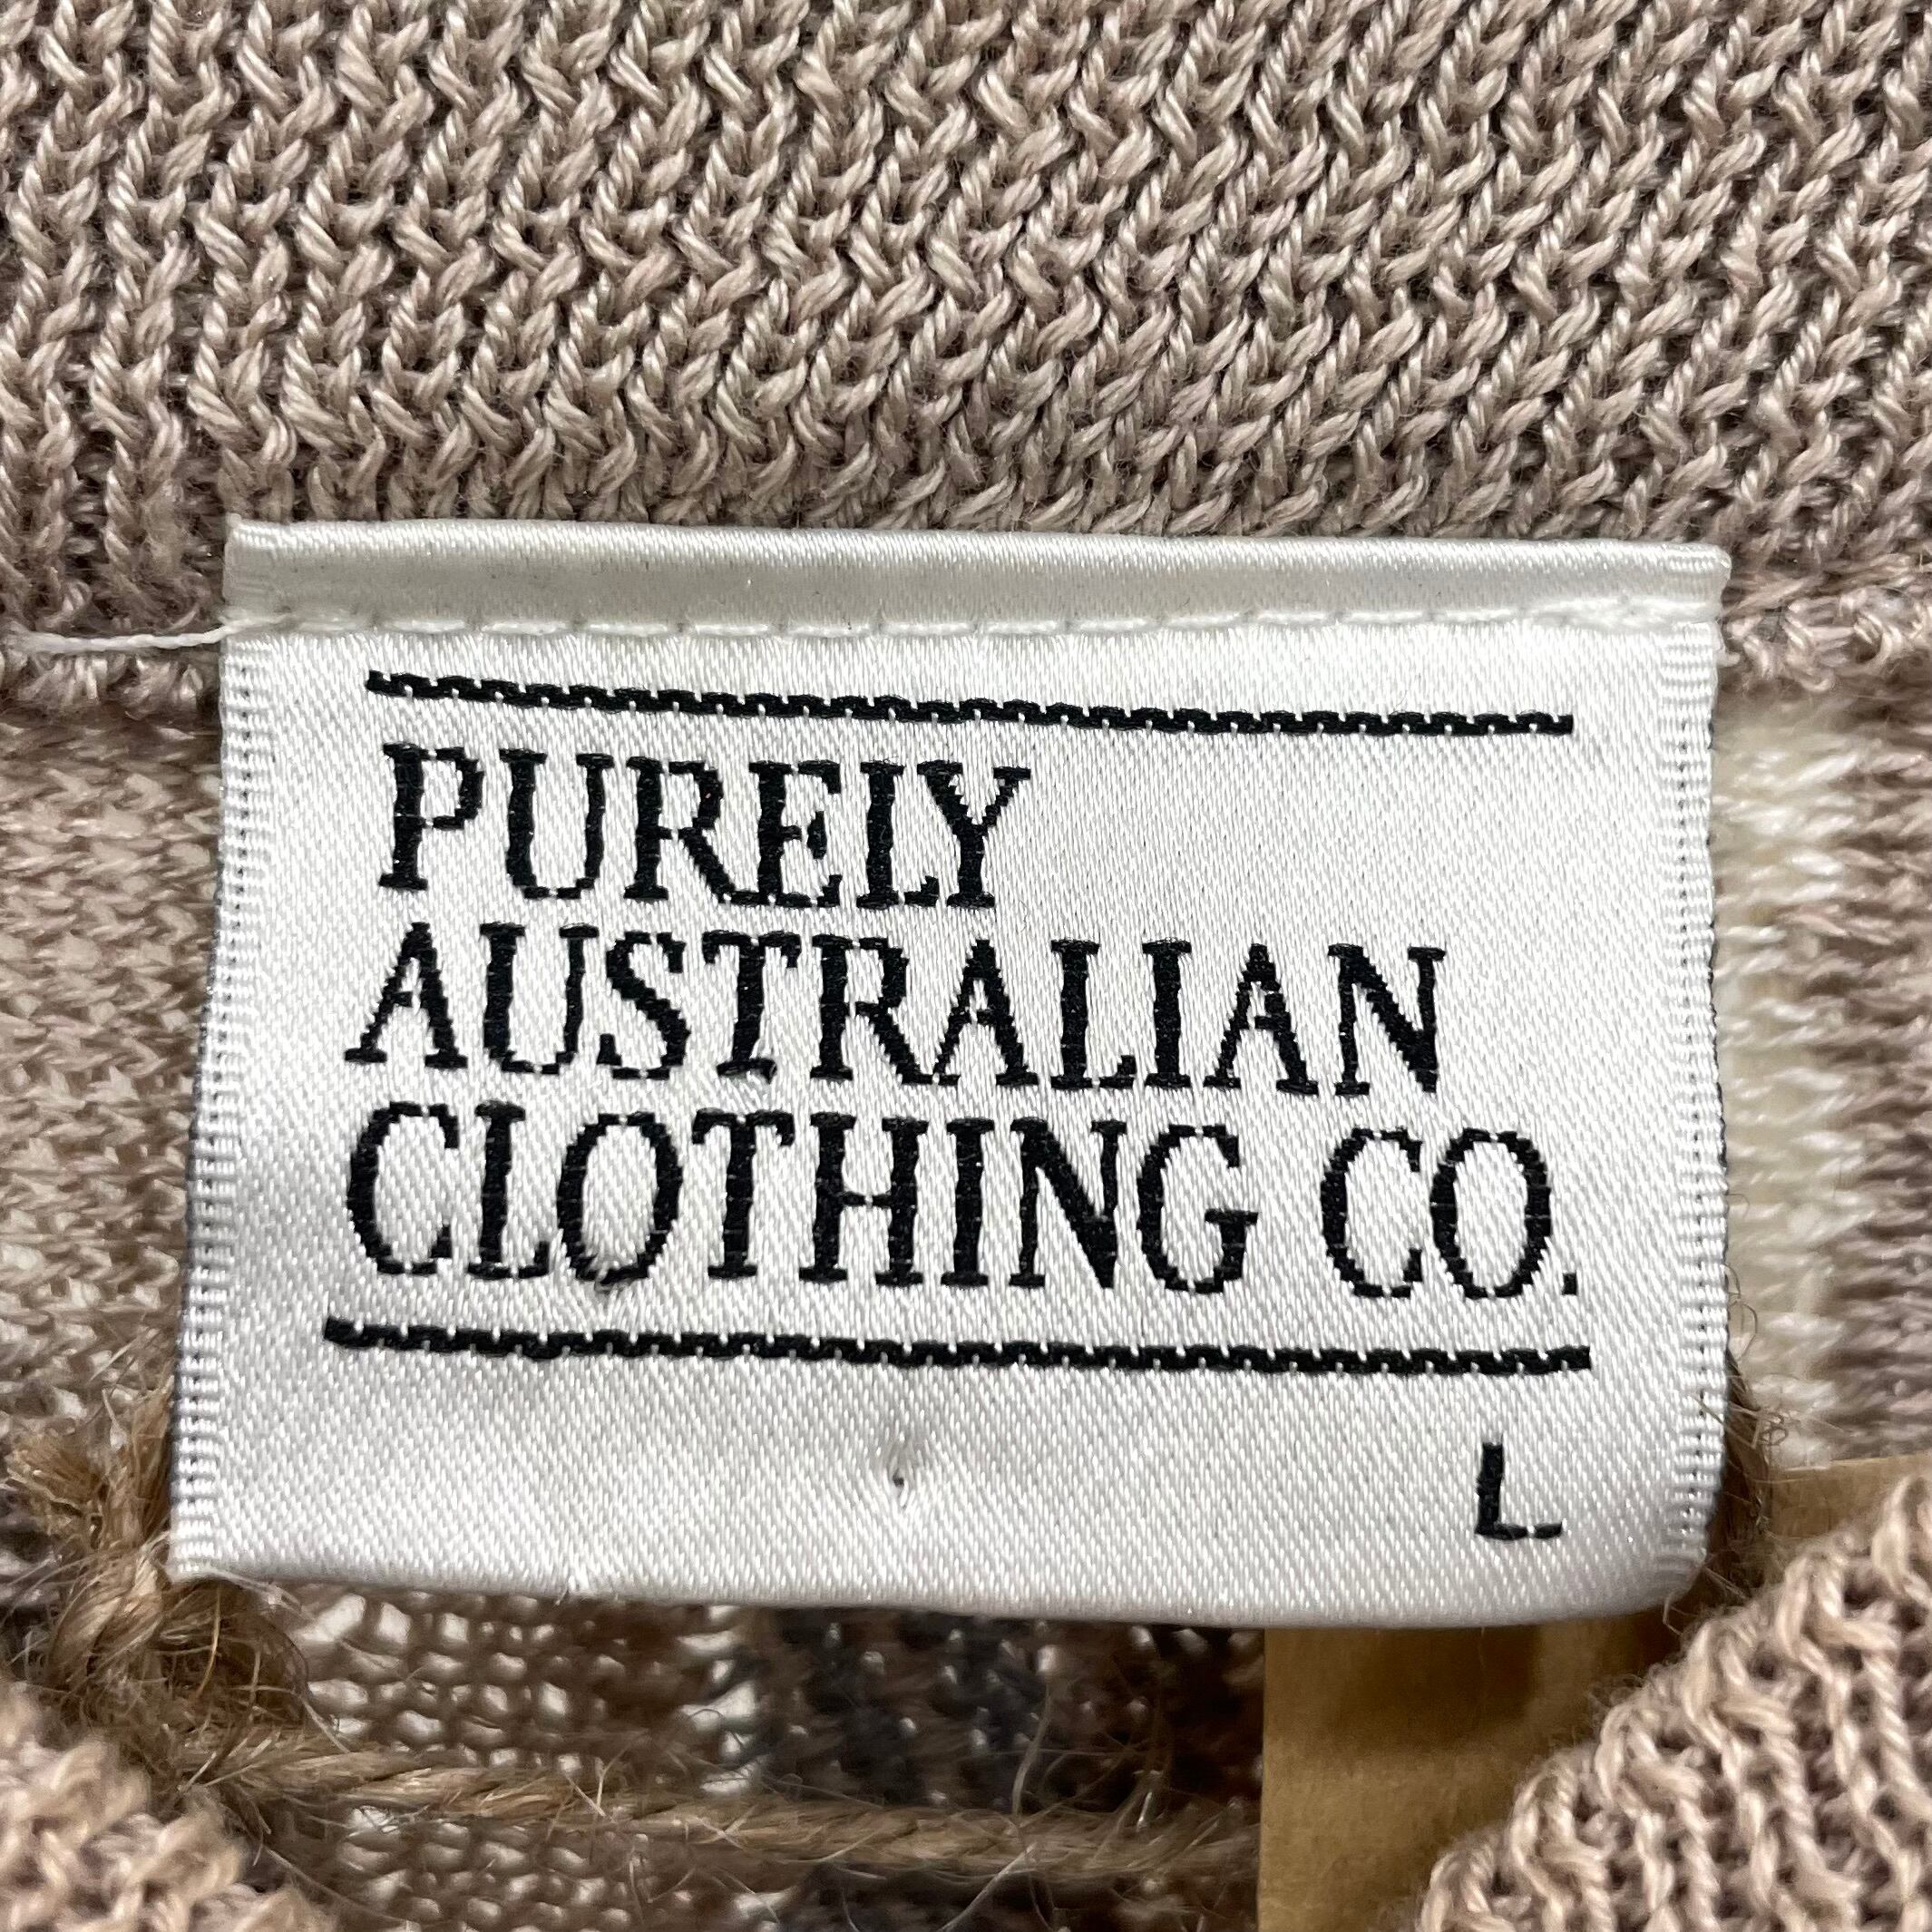 PURELY
AUSTRALIAN
CLOTHING CO.
L